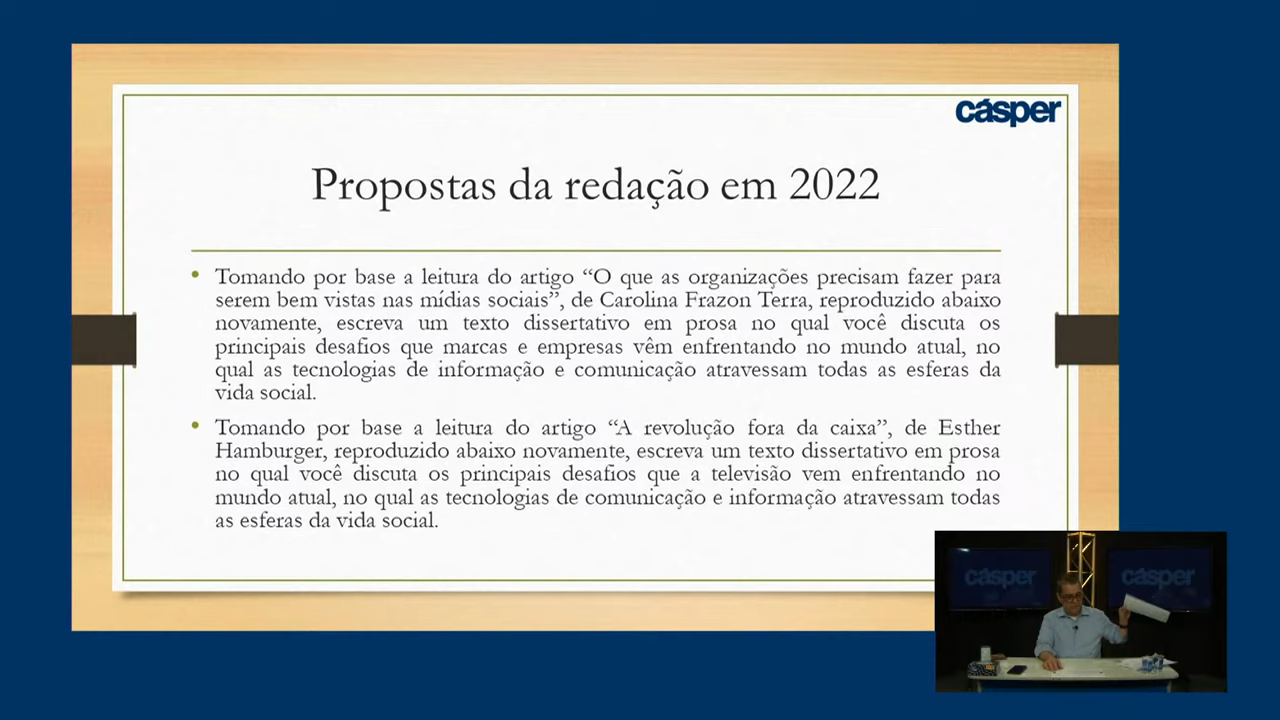 cásper
Propostas da redação em 2022
• Tomando por base a leitura do artigo “O que as organizações precisam fazer para
serem bem vistas nas mídias sociais”, de Carolina Frazon Terra, reproduzido abaixo
novamente, escreva um texto dissertativo em prosa no qual você discuta os
principais desafios que marcas e empresas vêm enfrentando no mundo atual, no
qual as tecnologias de informação e comunicação atravessam todas as esferas da
vida social.
• Tomando por base a leitura do artigo “A revolução fora da caixa”, de Esther
Hamburger, reproduzido abaixo novamente, escreva um texto dissertativo em prosa
no qual você discuta os principais desafios que a televisão vem enfrentando no
mundo atual, no qual as tecnologias de comunicação e informação atravessam todas
as esferas da vida social.
cásper
cásper